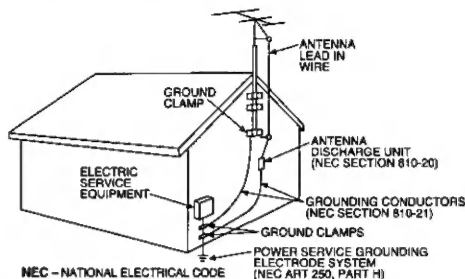 ANTENNA
LEAD IN
WIRE
GROUND
CLAMP
ANTENNA
DISCHARGE UNIT
(NEC SECTION 810-20)
ELECTRIC
SERVICE
EQUIPMENT
GROUNDING CONDUCTORS
(NEC SECTION 810-21)
GROUND CLAMPS
POWER SERVICE GROUNDING
ELECTRODE SYSTEM
(NEC ART 250, PART H)
NEC – NATIONAL ELECTRICAL CODE